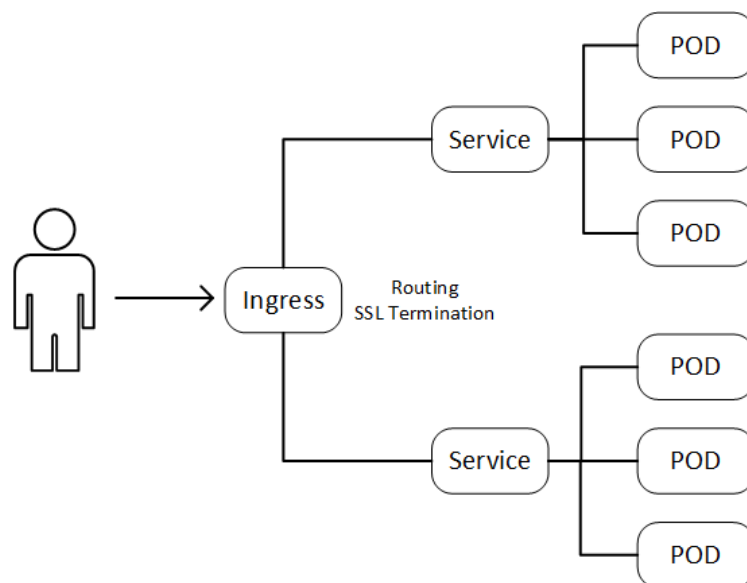 POD
Service
POD
POD
Ingress
Routing
SSL Termination
POD
Service
POD
POD